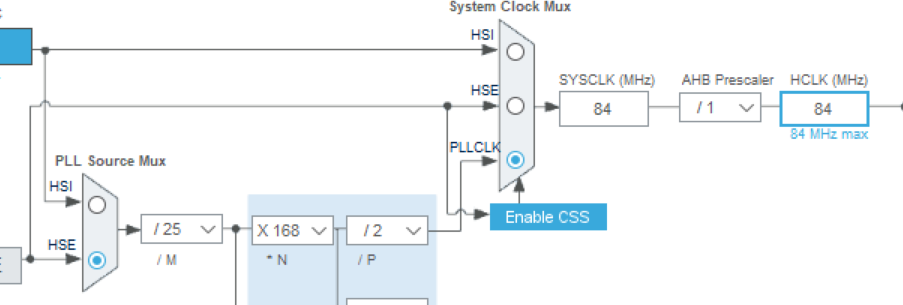 System Clock Mux
HSI
HSE
SYSCLK (MHz)
AHB Prescaler
HCLK (MHz)
84
/ 1
84
84 MHz max
PLLCLK
PLL Source Mux
HSI
Enable CSS
/ 25
X 168
/ 2
HSE
/ M
* N
/ P